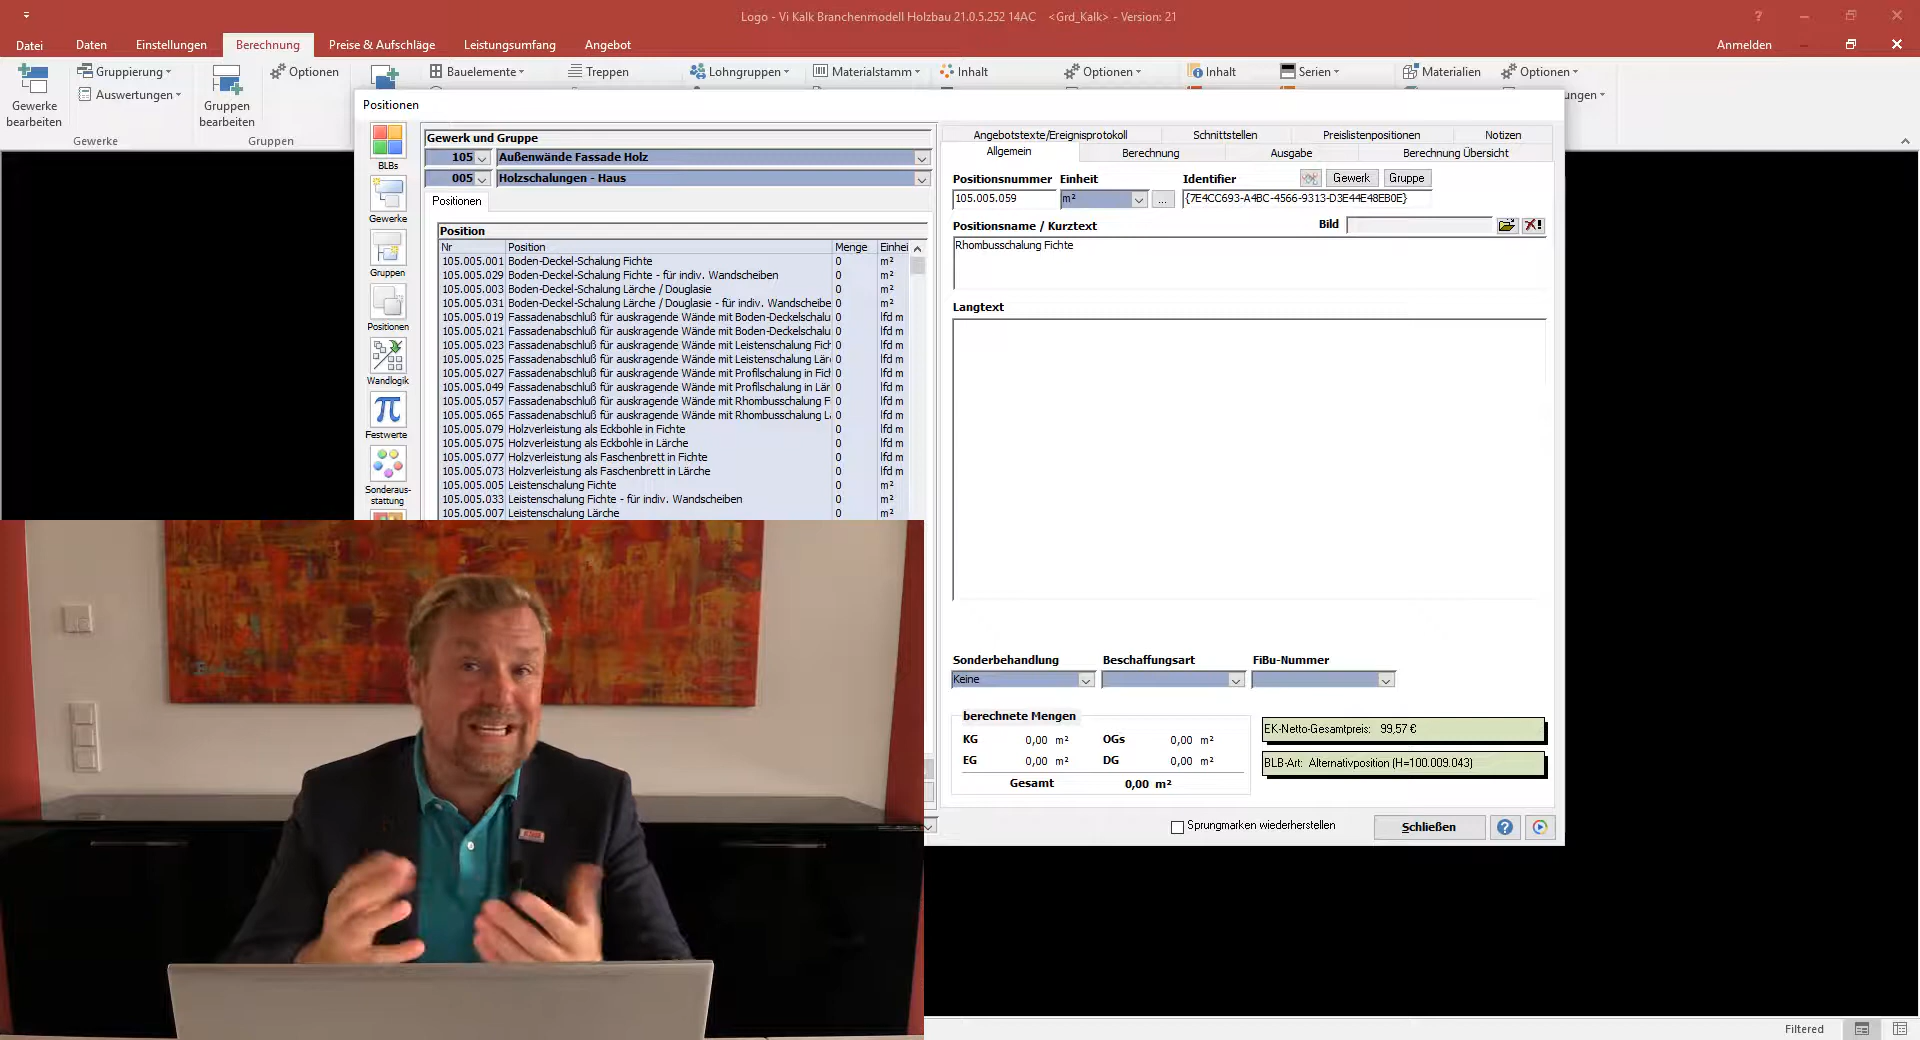 Logo - Vi Kalk Branchenmodell Holzbau 21.0.5.252 14AC <Grd_Kalk> - Version: 21
Datei Daten Einstellungen Berechnung Preise & Aufschläge Leistungsumfang Angebot Anmelden
Gewerke bearbeiten
Gruppierung
Auswertungen
Gewerke
Gruppen bearbeiten
Optionen
Gruppen
Bauelemente Treppen Lohngruppen Materialstamm Inhalt Optionen Inhalt Serien Materialien Optionen
ungen
Positionen
BLBs
Gewerke
Gruppen
Positionen
Wandlogik
Festwerte
Sonderaus-
stattung
Gewerk und Gruppe
105 Außenwände Fassade Holz
005 Holzschalungen - Haus
Positionen
Position
Nr Position Menge Einhei
105.005.001 Boden-Deckel-Schalung Fichte 0 m²
105.005.029 Boden-Deckel-Schalung Fichte - für indiv. Wandscheiben 0 m²
105.005.003 Boden-Deckel-Schalung Lärche / Douglasie 0 m²
105.005.031 Boden-Deckel-Schalung Lärche / Douglasie - für indiv. Wandscheibe 0 m²
105.005.019 Fassadenabschluß für auskragende Wände mit Boden-Deckelschalu 0 lfd m
105.005.021 Fassadenabschluß für auskragende Wände mit Boden-Deckelschalu 0 lfd m
105.005.023 Fassadenabschluß für auskragende Wände mit Leistenschalung Fich 0 lfd m
105.005.025 Fassadenabschluß für auskragende Wände mit Leistenschalung Lär 0 lfd m
105.005.027 Fassadenabschluß für auskragende Wände mit Profilschalung in Fich 0 lfd m
105.005.049 Fassadenabschluß für auskragende Wände mit Profilschalung in Lär 0 lfd m
105.005.057 Fassadenabschluß für auskragende Wände mit Rhombusschalung F 0 lfd m
105.005.065 Fassadenabschluß für auskragende Wände mit Rhombusschalung L 0 lfd m
105.005.079 Holzverleistung als Eckbohle in Fichte 0 lfd m
105.005.075 Holzverleistung als Eckbohle in Lärche 0 lfd m
105.005.077 Holzverleistung als Faschenbrett in Fichte 0 lfd m
105.005.073 Holzverleistung als Faschenbrett in Lärche 0 lfd m
105.005.005 Leistenschalung Fichte 0 m²
105.005.033 Leistenschalung Fichte - für indiv. Wandscheiben 0 m²
105.005.007 Leistenschalung Lärche 0 m²
Angebotstexte/Ereignisprotokoll Schnittstellen Preislistenpositionen Notizen
Allgemein Berechnung Ausgabe Berechnung Übersicht
Positionsnummer Einheit Identifier Gewerk Gruppe
105.005.059 m² ... {7E4CC693-A4BC-4566-9313-D3E44E48EB0E}
Positionsname / Kurztext Bild
Rhombusschalung Fichte
Langtext
Sonderbehandlung Beschaffungsart FiBu-Nummer
Keine
berechnete Mengen
KG 0,00 m² OGs 0,00 m²
EG 0,00 m² DG 0,00 m²
Gesamt 0,00 m²
EK-Netto-Gesamtpreis: 99,57 €
BLB-Art: Alternativposition (H=100.009.043)
Sprungmarken wiederherstellen Schließen
Filtered